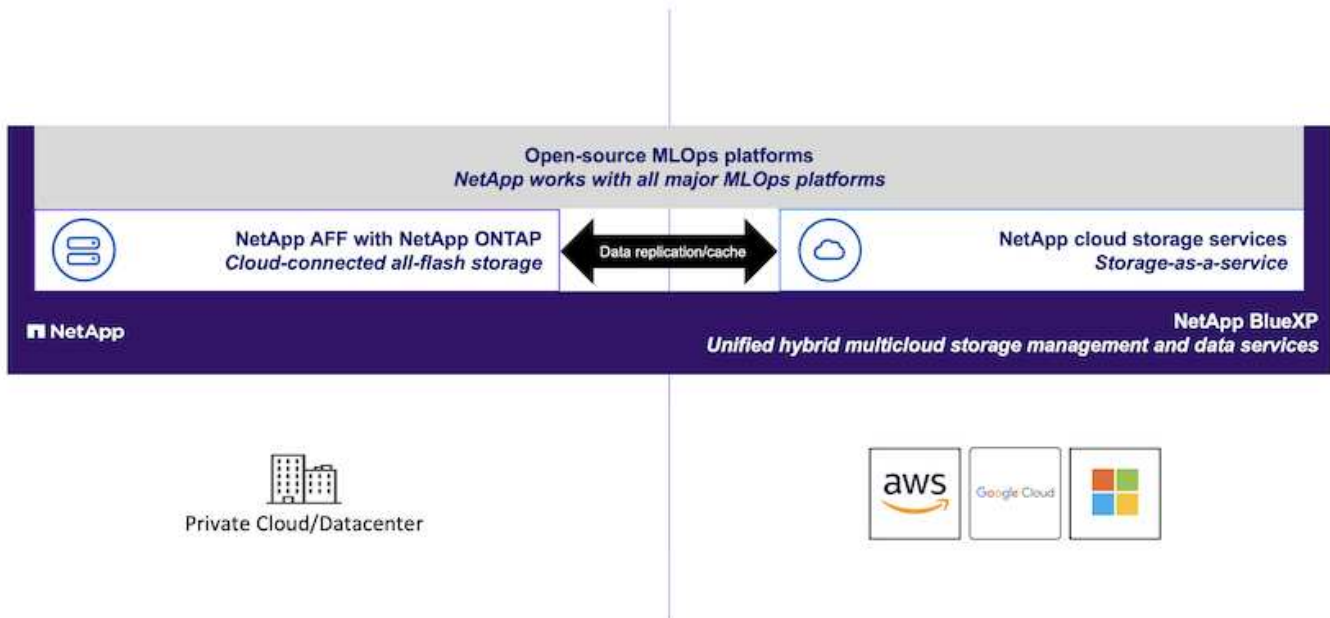 Open-source MLOps platforms
NetApp works with all major MLOps platforms
NetApp AFF with NetApp ONTAP
Cloud-connected all-flash storage
Data replication/cache
NetApp cloud storage services
Storage-as-a-service
NetApp
NetApp BlueXP
Unified hybrid multicloud storage management and data services
Private Cloud/Datacenter
aws
Google Cloud